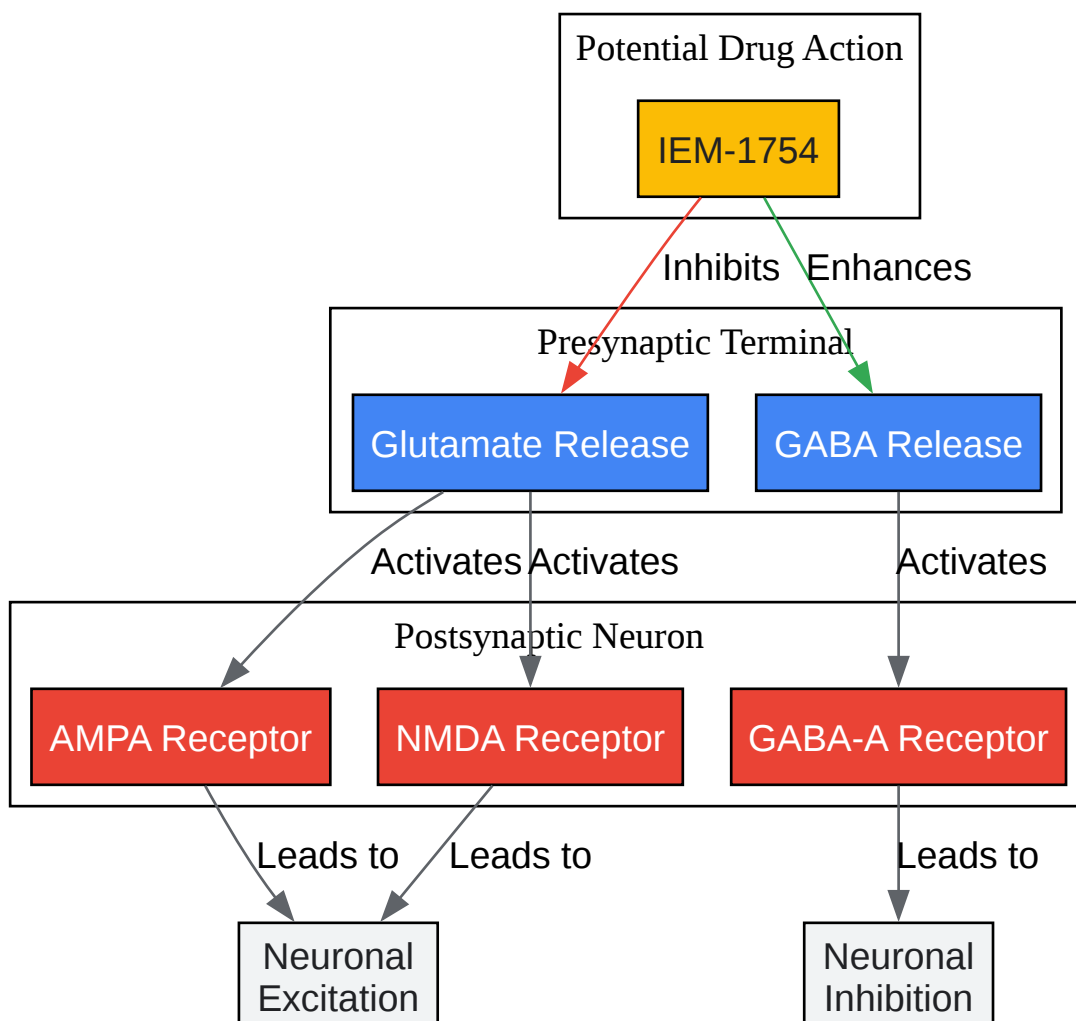 Potential Drug Action
IEM-1754
Inhibits
Enhances
Presynaptic Terminal
Glutamate Release
GABA Release
Activates
Activates
Activates
Postsynaptic Neuron
AMPA Receptor
NMDA Receptor
GABA-A Receptor
Leads to
Leads to
Leads to
Neuronal
Excitation
Neuronal
Inhibition